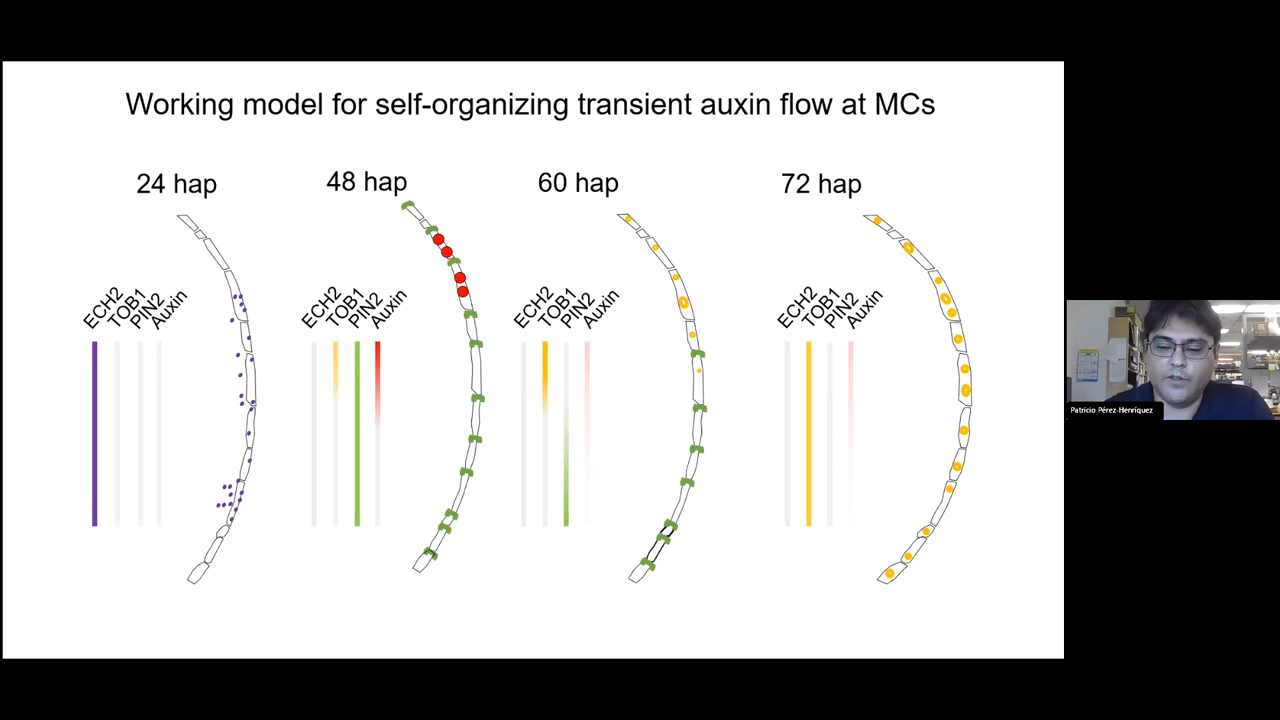 Working model for self-organizing transient auxin flow at MCs
24 hap
48 hap
60 hap
72 hap
ECH2
TOB1
PIN2
Auxin
ECH2
TOB1
PIN2
Auxin
ECH2
TOB1
PIN2
Auxin
ECH2
TOB1
PIN2
Auxin
Patricio Pérez-Henríquez